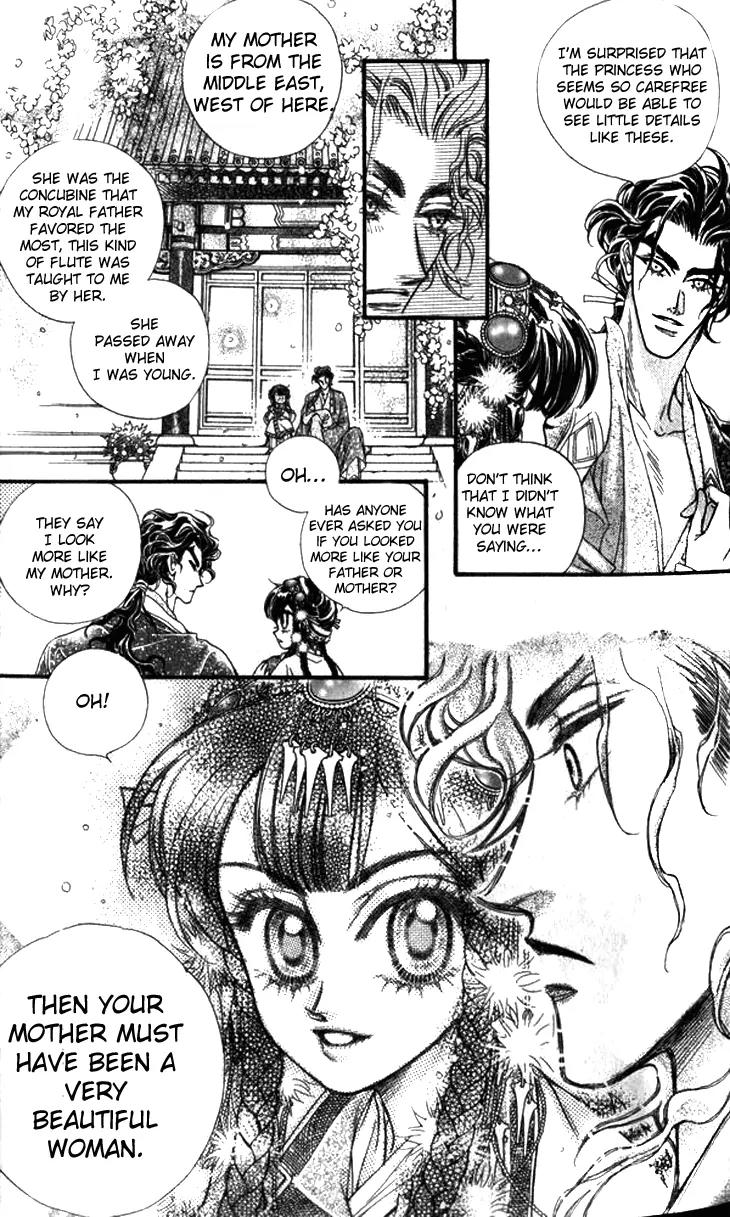 I'M SURPRISED THAT
THE PRINCESS WHO
SEEMS SO CAREFREE
WOULD BE ABLE TO
SEE LITTLE DETAILS
LIKE THESE.
DON'T THINK
THAT I DIDN'T
KNOW WHAT
YOU WERE
SAYING...
MY MOTHER
IS FROM THE
MIDDLE EAST,
WEST OF HERE.
SHE WAS THE
CONCUBINE THAT
MY ROYAL FATHER
FAVORED THE
MOST, THIS KIND
OF FLUTE WAS
TAUGHT TO ME
BY HER.
SHE
PASSED AWAY
WHEN
I WAS YOUNG.
OH...
HAS ANYONE
EVER ASKED YOU
IF YOU LOOKED
MORE LIKE YOUR
FATHER OR
MOTHER?
THEY SAY
I LOOK
MORE LIKE
MY MOTHER.
WHY?
OH!
THEN YOUR
MOTHER MUST
HAVE BEEN A
VERY
BEAUTIFUL
WOMAN.